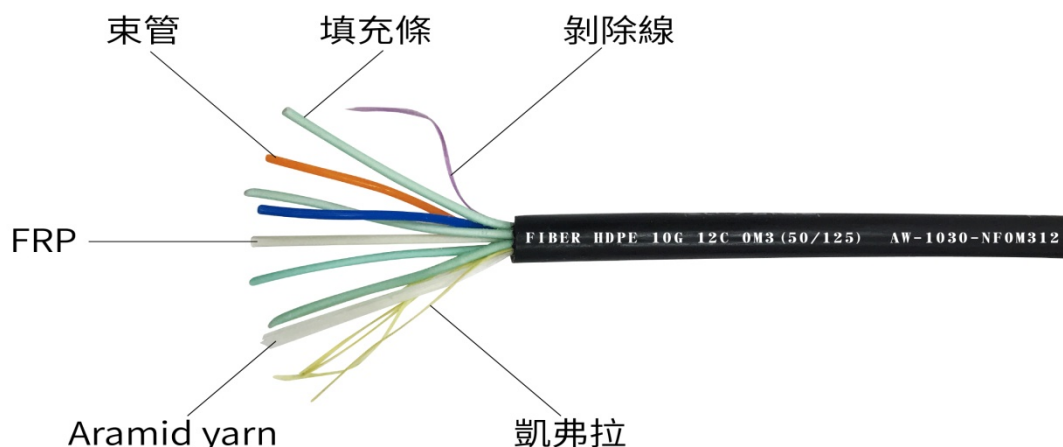 束管
填充條
剝除線
FRP
FIBER HDPE 10G 12C OM3(50/125) AW-1030-NFOM312
Aramid yarn
凱弗拉